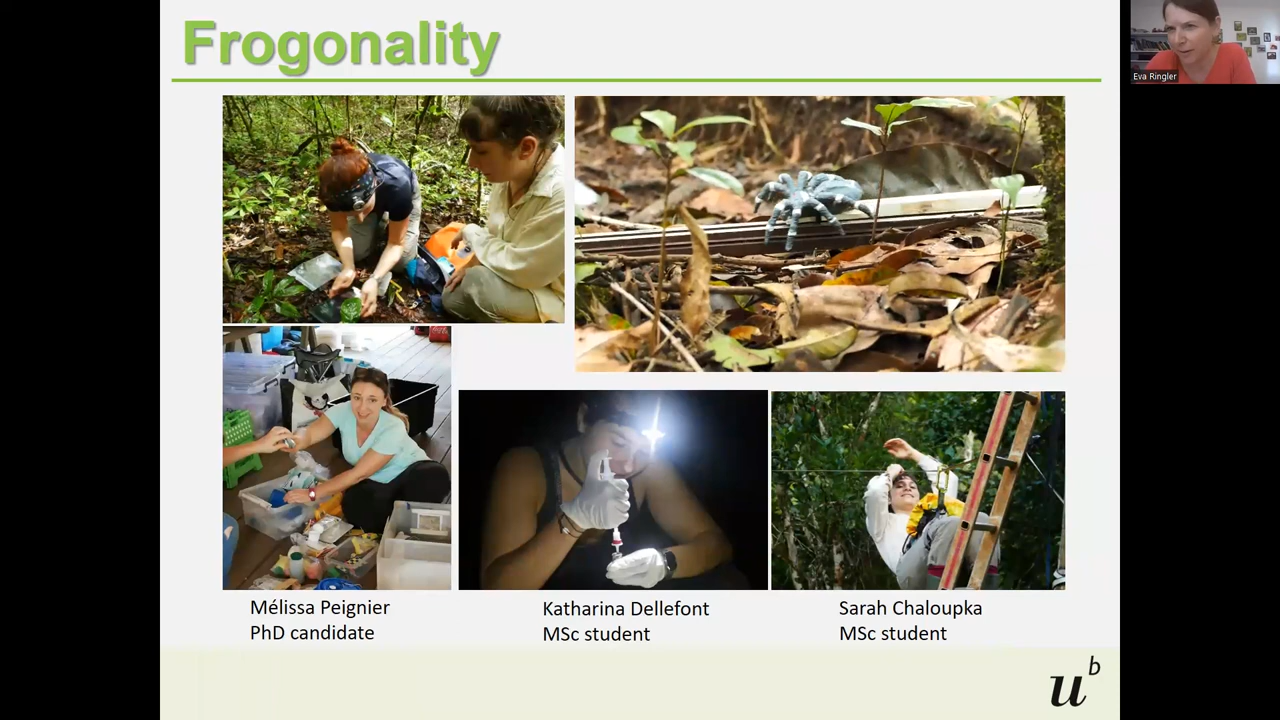 Frogonality
Eva Ringler
Mélissa Peignier
PhD candidate
Katharina Dellefont
MSc student
Sarah Chaloupka
MSc student
u b